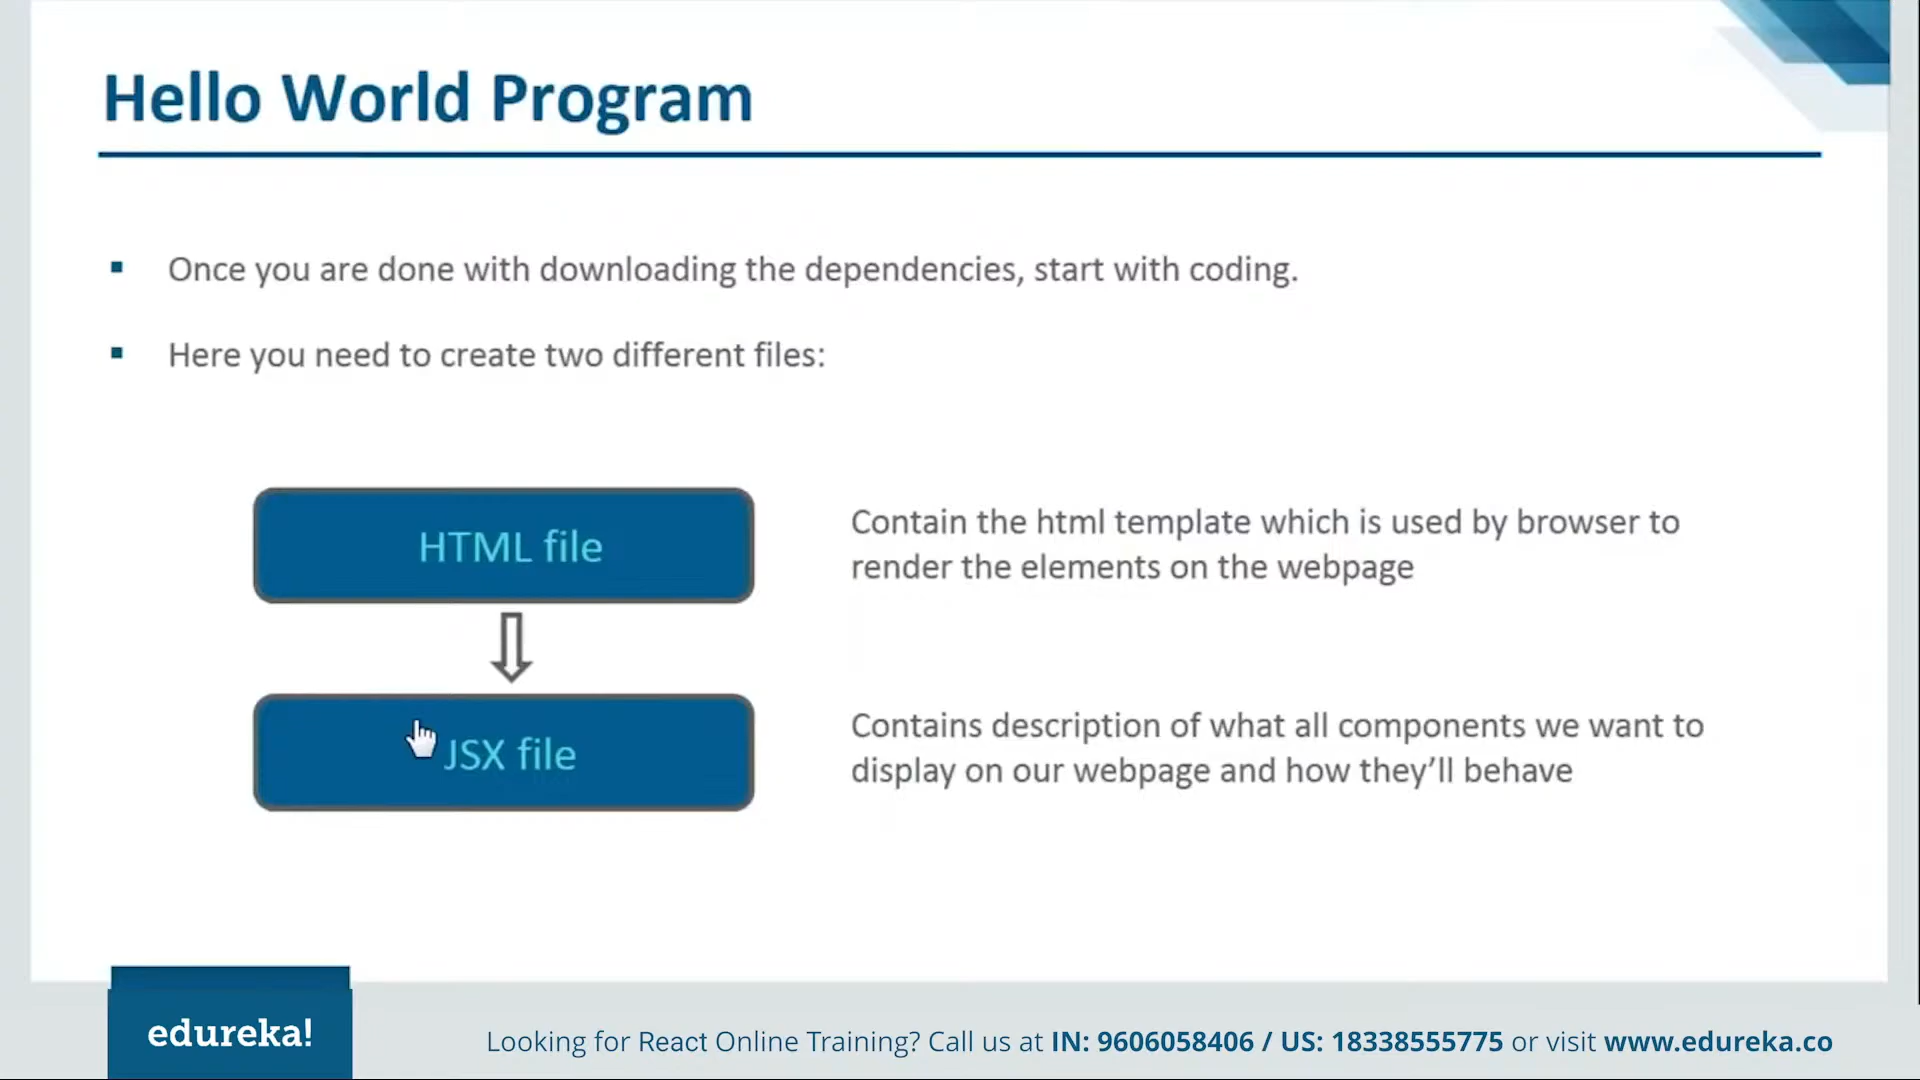 Hello World Program
Once you are done with downloading the dependencies, start with coding.
Here you need to create two different files:
HTML file
Contain the html template which is used by browser to
render the elements on the webpage
JSX file
Contains description of what all components we want to
display on our webpage and how they’ll behave
edureka!
Looking for React Online Training? Call us at IN: 9606058406 / US: 18338555775 or visit www.edureka.co